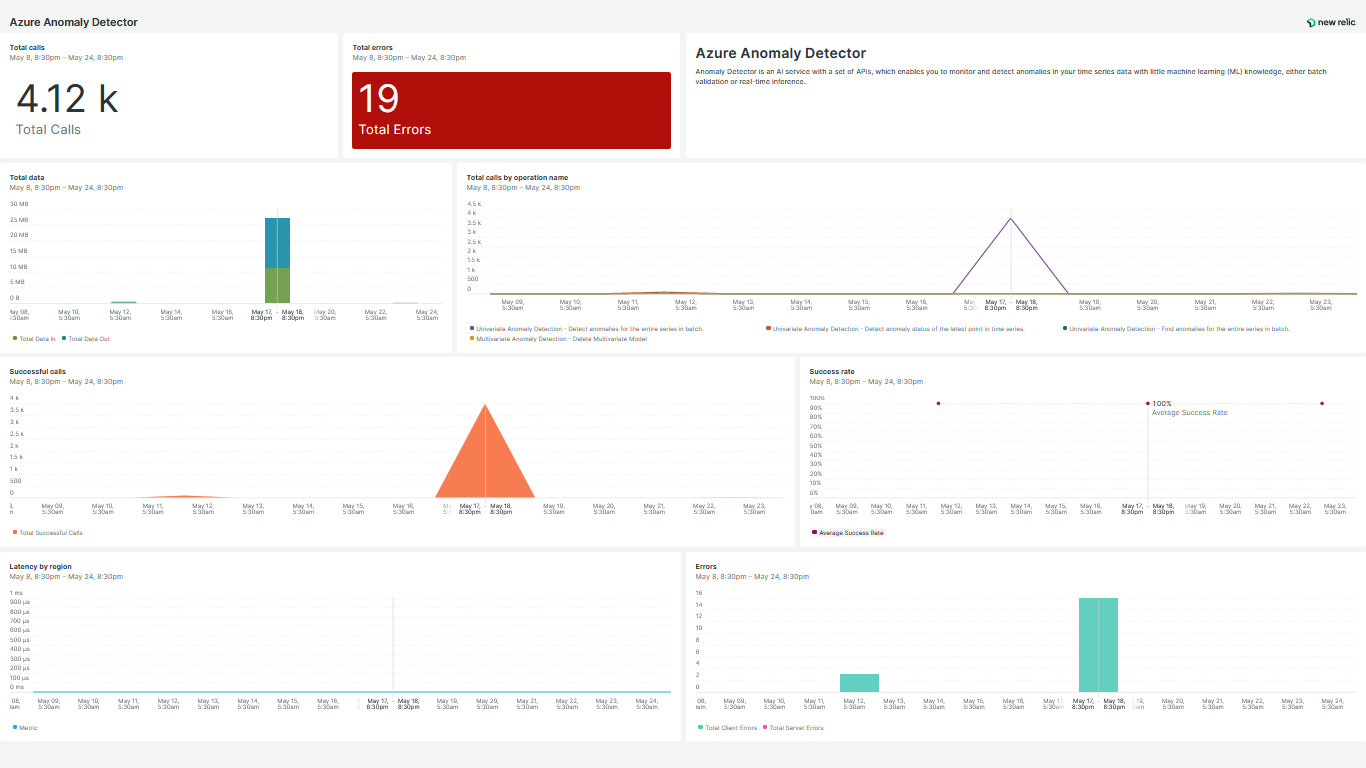 Azure Anomaly Detector
new relic
Total calls
May 8, 8:30pm – May 24, 8:30pm
4.12 k
Total Calls
Total errors
May 8, 8:30pm – May 24, 8:30pm
19
Total Errors
Azure Anomaly Detector
Anomaly Detector is an AI service with a set of APIs, which enables you to monitor and detect anomalies in your time series data with little machine learning (ML) knowledge, either batch
validation or real-time inference.
Total data
May 8, 8:30pm – May 24, 8:30pm
30 MB
25 MB
20 MB
15 MB
10 MB
5 MB
0 B
May 08, May 10, May 12, May 14, May 16, May 17, - May 18, May 20, May 22, May 24,
5:30am 5:30am 5:30am 5:30am 5:30am 8:30pm 8:30pm 5:30am 5:30am 5:30am
Total Data In Total Data Out
Total calls by operation name
May 8, 8:30pm – May 24, 8:30pm
4.5 k
4 k
3.5 k
3 k
2.5 k
2 k
1.5 k
1 k
500
0
May 09, May 10, May 11, May 12, May 13, May 14, May 15, May 16, May 17, - May 18, May 19, May 20, May 21, May 22, May 23,
5:30am 5:30am 5:30am 5:30am 5:30am 5:30am 5:30am 5:30am 8:30pm 8:30pm 5:30am 5:30am 5:30am 5:30am 5:30am
Univariate Anomaly Detection - Detect anomalies for the entire series in batch. Univariate Anomaly Detection - Detect anomaly status of the latest point in time series. Univariate Anomaly Detection - Find anomalies for the entire series in batch.
Multivariate Anomaly Detection - Delete Multivariate Model
Successful calls
May 8, 8:30pm – May 24, 8:30pm
4 k
3.5 k
3 k
2.5 k
2 k
1.5 k
1 k
500
0
May 09, May 10, May 11, May 12, May 13, May 14, May 15, May 16, May 17, - May 18, May 19, May 20, May 21, May 22, May 23,
5:30am 5:30am 5:30am 5:30am 5:30am 5:30am 5:30am 5:30am 8:30pm 8:30pm 5:30am 5:30am 5:30am 5:30am 5:30am
Total Successful Calls
Success rate
May 8, 8:30pm – May 24, 8:30pm
100%
90%
80%
70%
60%
50%
40%
30%
20%
10%
0%
100%
Average Success Rate
y 08, May 09, May 10, May 11, May 12, May 13, May 14, May 15, May 16, May 17, - May 18, May 19, May 20, May 21, May 22, May 23,
0am 5:30am 5:30am 5:30am 5:30am 5:30am 5:30am 5:30am 5:30am 8:30pm 8:30pm 5:30am 5:30am 5:30am 5:30am 5:30am
Average Success Rate
Latency by region
May 8, 8:30pm – May 24, 8:30pm
1 ms
900 µs
800 µs
700 µs
600 µs
500 µs
400 µs
300 µs
200 µs
100 µs
0 ms
08, May 09, May 10, May 11, May 12, May 13, May 14, May 15, May 16, May 17, - May 18, May 19, May 20, May 21, May 22, May 23, May 24,
am 5:30am 5:30am 5:30am 5:30am 5:30am 5:30am 5:30am 5:30am 8:30pm 8:30pm 5:30am 5:30am 5:30am 5:30am 5:30am 5:30am
Metric
Errors
May 8, 8:30pm – May 24, 8:30pm
16
14
12
10
8
6
4
2
0
08, May 09, May 10, May 11, May 12, May 13, May 14, May 15, May 16, May 17, - May 18, May 20, May 21, May 22, May 23, May 24,
am 5:30am 5:30am 5:30am 5:30am 5:30am 5:30am 5:30am 5:30am 8:30pm 8:30pm 5:30am 5:30am 5:30am 5:30am 5:30am
Total Client Errors Total Server Errors